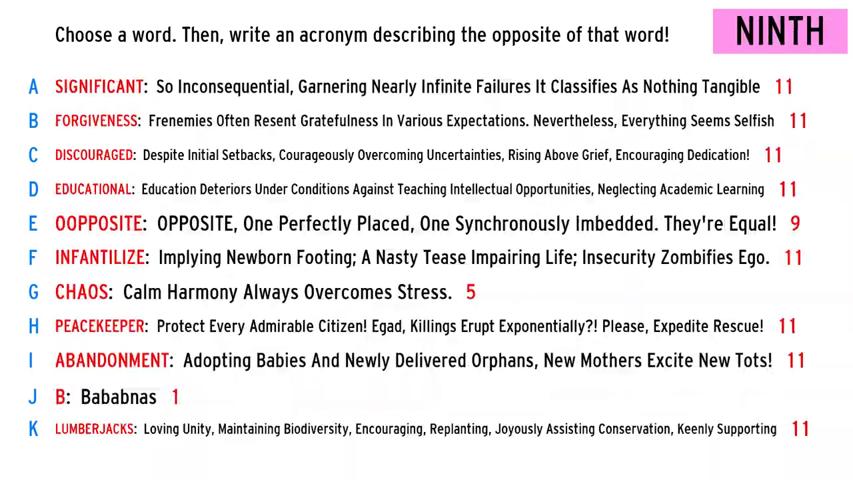 Choose a word. Then, write an acronym describing the opposite of that word!
NINTH
A SIGNIFICANT: So Inconsequential, Garnering Nearly Infinite Failures It Classifies As Nothing Tangible 11
B FORGIVENESS: Frenemies Often Resent Gratefulness In Various Expectations. Nevertheless, Everything Seems Selfish 11
C DISCOURAGED: Despite Initial Setbacks, Courageously Overcoming Uncertainties, Rising Above Grief, Encouraging Dedication! 11
D EDUCATIONAL: Education Deteriors Under Conditions Against Teaching Intellectual Opportunities, Neglecting Academic Learning 11
E OOPPOSITE: OPPOSITE, One Perfectly Placed, One Synchronously Imbedded. They're Equal! 9
F INFANTILIZE: Implying Newborn Footing; A Nasty Tease Impairing Life; Insecurity Zombifies Ego. 11
G CHAOS: Calm Harmony Always Overcomes Stress. 5
H PEACEKEEPER: Protect Every Admirable Citizen! Egad, Killings Erupt Exponentially?! Please, Expedite Rescue! 11
I ABANDONMENT: Adopting Babies And Newly Delivered Orphans, New Mothers Excite New Tots! 11
J B: Bababnas 1
K LUMBERJACKS: Loving Unity, Maintaining Biodiversity, Encouraging, Replanting, Joyously Assisting Conservation, Keenly Supporting 11